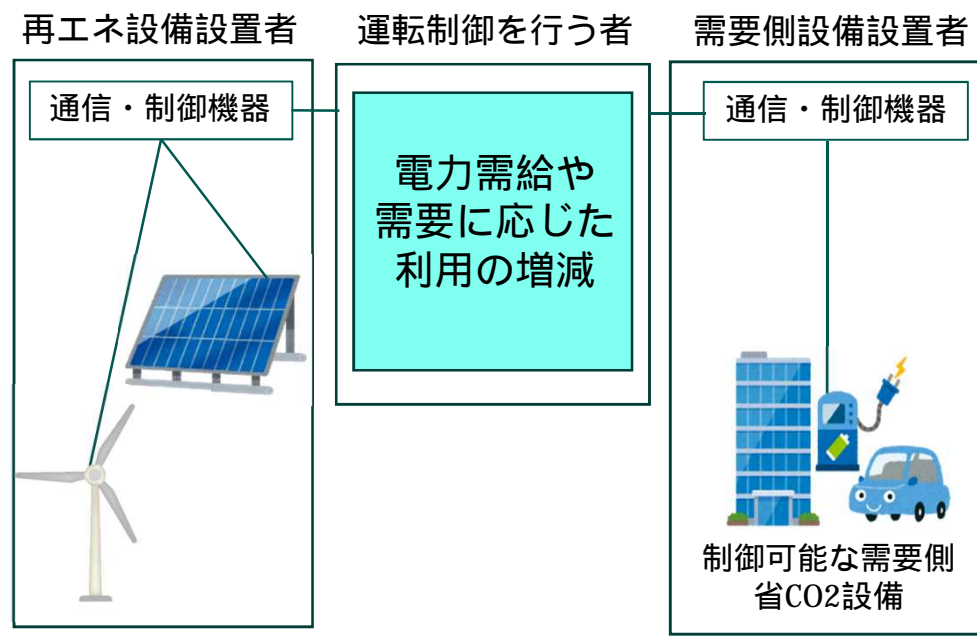 再エネ設備設置者
運転制御を行う者
需要側設備設置者
通信・制御機器
電力需給や
需要に応じた
利用の増減
通信・制御機器
制御可能な需要側
省CO2設備